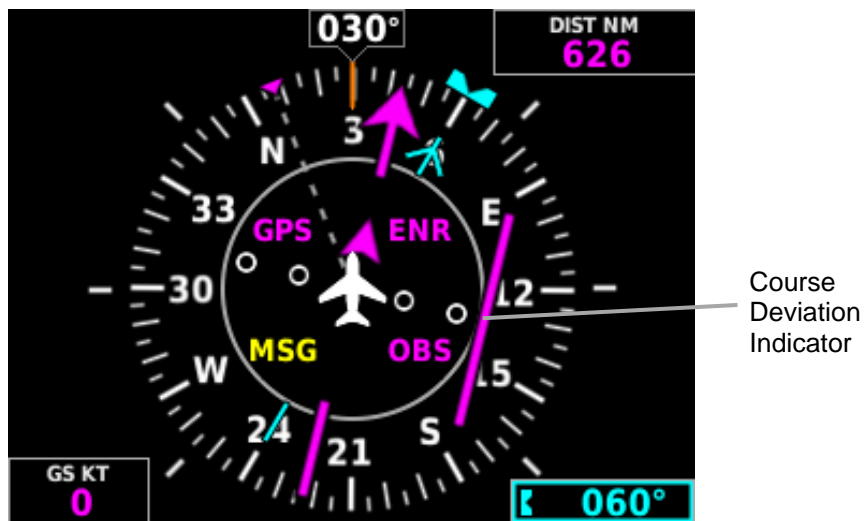 030°
DIST NM
626
3
N
33
E
GPS
ENR
30
12
Course
Deviation
Indicator
MSG
OBS
W
15
24
S
21
GS KT
0
060°